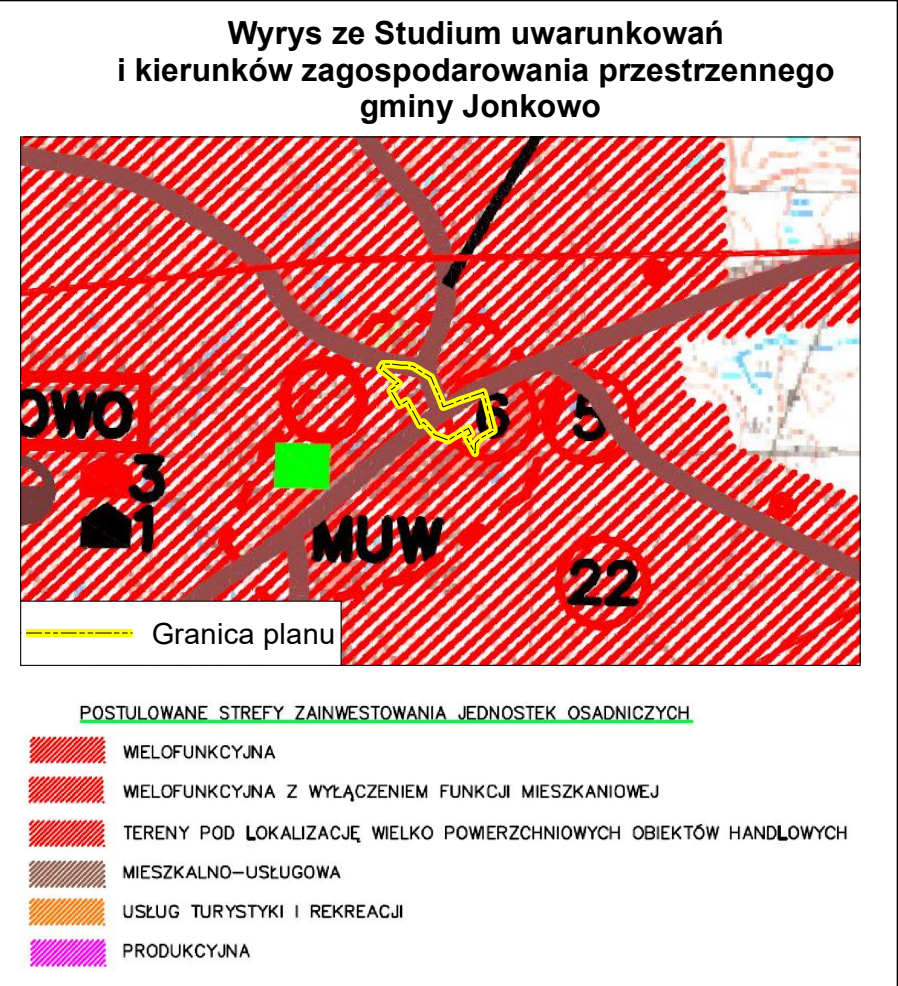 Wyrys ze Studium uwarunkowań
i kierunków zagospodarowania przestrzennego
gminy Jonkowo
OWO
6
5
3
1
MUW
22
Granica planu
POSTULOWANE STREFY ZAINWESTOWANIA JEDNOSTEK OSADNICZYCH
WIELOFUNKCYJNA
WIELOFUNKCYJNA Z WYŁĄCZENIEM FUNKCJI MIESZKANIOWEJ
TERENY POD LOKALIZACJĘ WIELKO POWIERZCHNIOWYCH OBIEKTÓW HANDLOWYCH
MIESZKALNO-USŁUGOWA
USŁUG TURYSTYKI I REKREACJI
PRODUKCYJNA